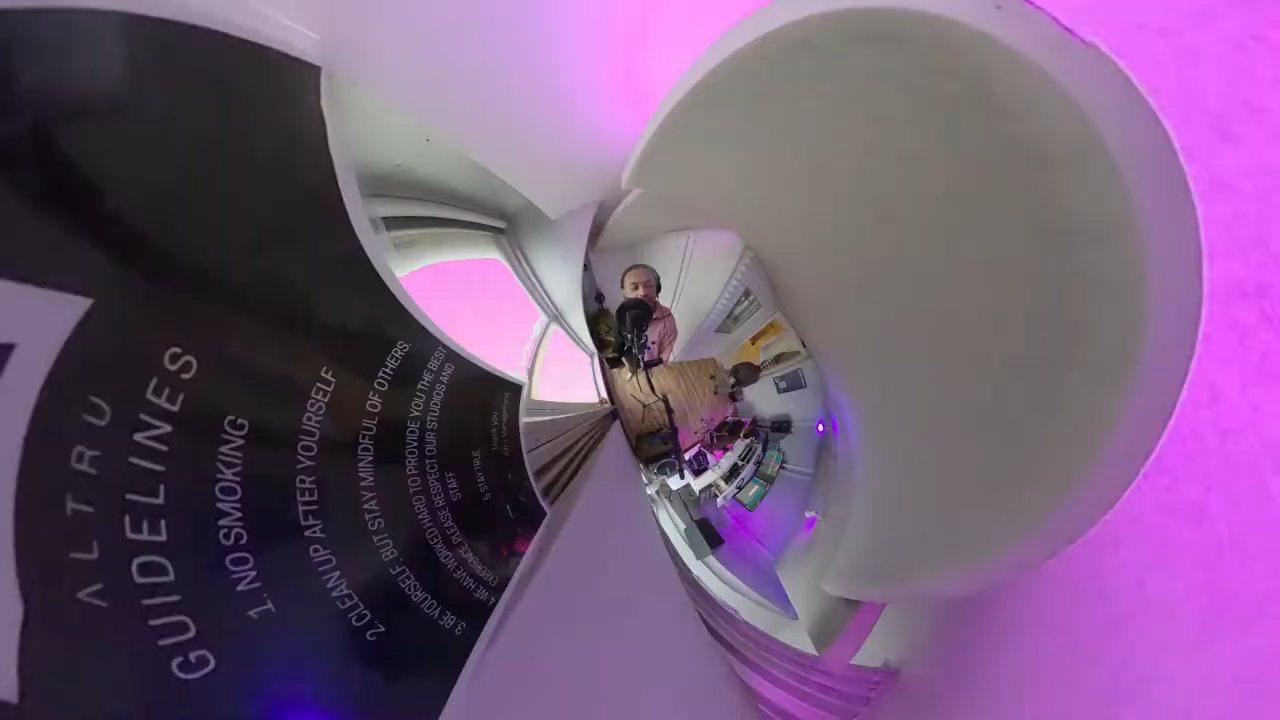 ALTRU
GUIDELINES
1. NO SMOKING
2. CLEAN UP AFTER YOURSELF
3. BE YOURSELF, BUT STAY MINDFUL OF OTHERS.
4. WE HAVE WORKED HARD TO PROVIDE YOU THE BEST
EXPERIENCE. PLEASE RESPECT OUR STUDIOS AND
STAFF
5. STAY TRUE
Thank you